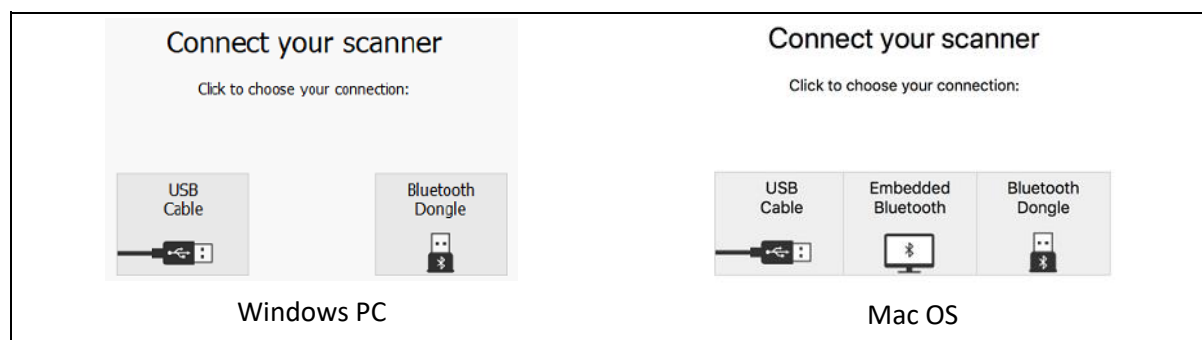 Connect your scanner
Click to choose your connection:
USB
Cable
Bluetooth
Dongle
Windows PC
Connect your scanner
Click to choose your connection:
USB
Cable
Embedded
Bluetooth
Bluetooth
Dongle
Mac OS